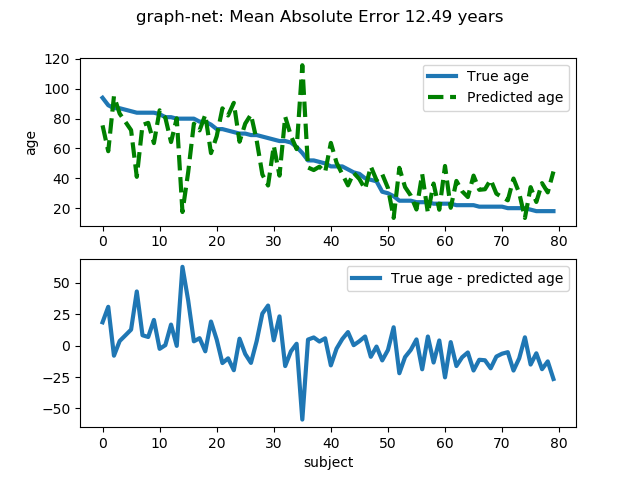 graph-net: Mean Absolute Error 12.49 years
120
100
80
60
40
20
age
True age
Predicted age
0 10 20 30 40 50 60 70 80
50
25
0
−25
−50
True age - predicted age
0 10 20 30 40 50 60 70 80
subject